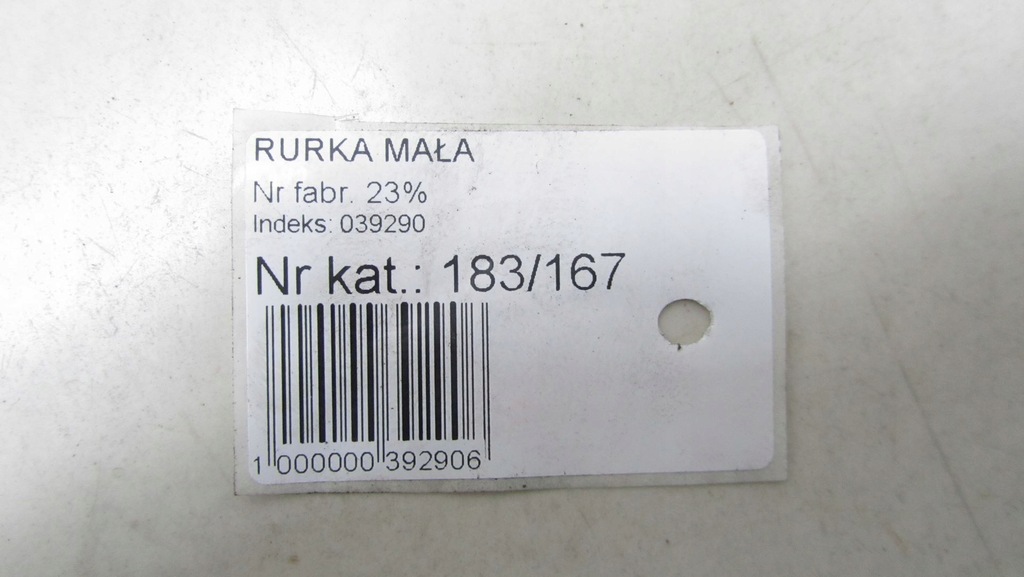 RURKA MAŁA
Nr fabr. 23%
Indeks: 039290
Nr kat.: 183/167
1 000000 392906